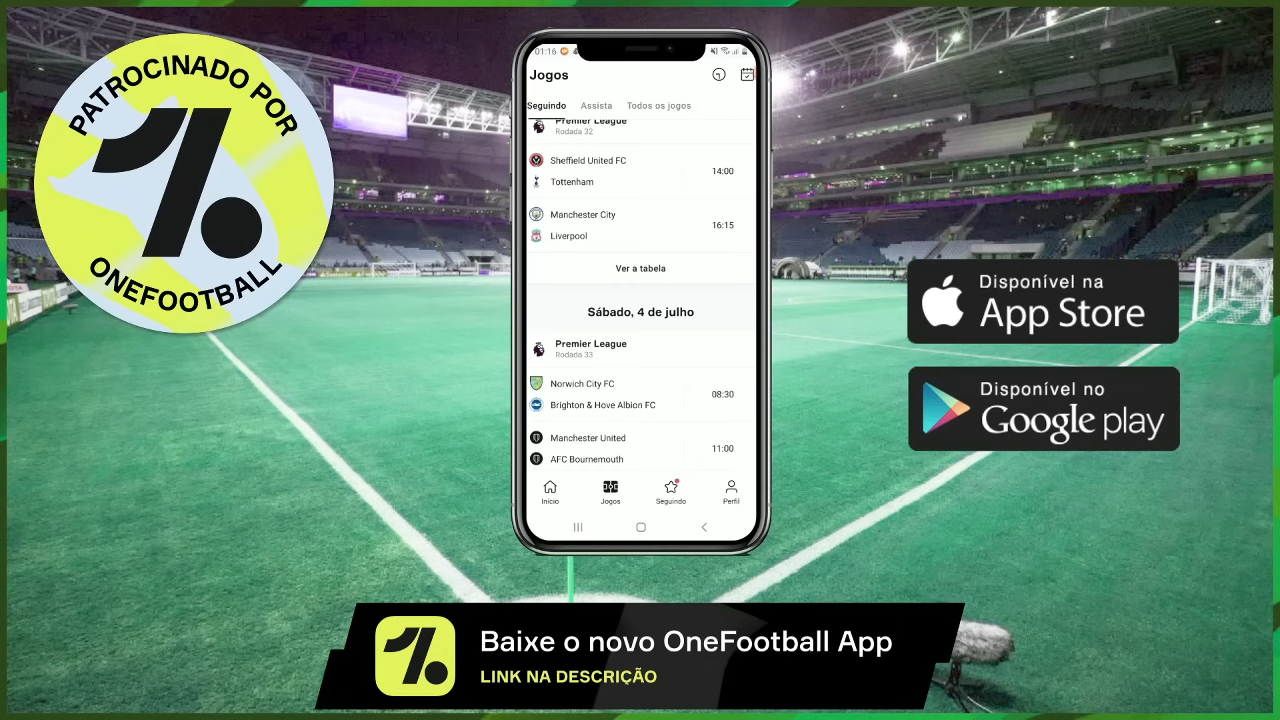 PATROCINADO POR
ONEFOOTBALL
01:16
Jogos
Seguindo Assista Todos os jogos
Premier League
Rodada 32
Sheffield United FC
14:00
Tottenham
Manchester City
16:15
Liverpool
Ver a tabela
Sábado, 4 de julho
Premier League
Rodada 33
Norwich City FC
08:30
Brighton & Hove Albion FC
Manchester United
11:00
AFC Bournemouth
Início Jogos Seguindo Perfil
Disponível na
App Store
Disponível no
Google play
Baixe o novo OneFootball App
LINK NA DESCRIÇÃO